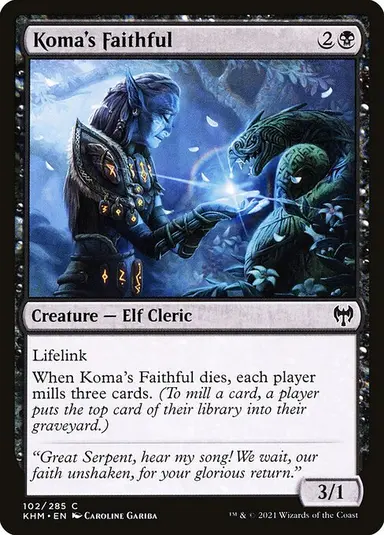 Koma's Faithful 2
Creature — Elf Cleric
Lifelink
When Koma's Faithful dies, each player
mills three cards. (To mill a card, a player
puts the top card of their library into their
graveyard.)
"Great Serpent, hear my song! We wait, our
faith unshaken, for your glorious return."
3/1
102/285 C
KHM • EN Caroline Gariba
™ & © 2021 Wizards of the Coast